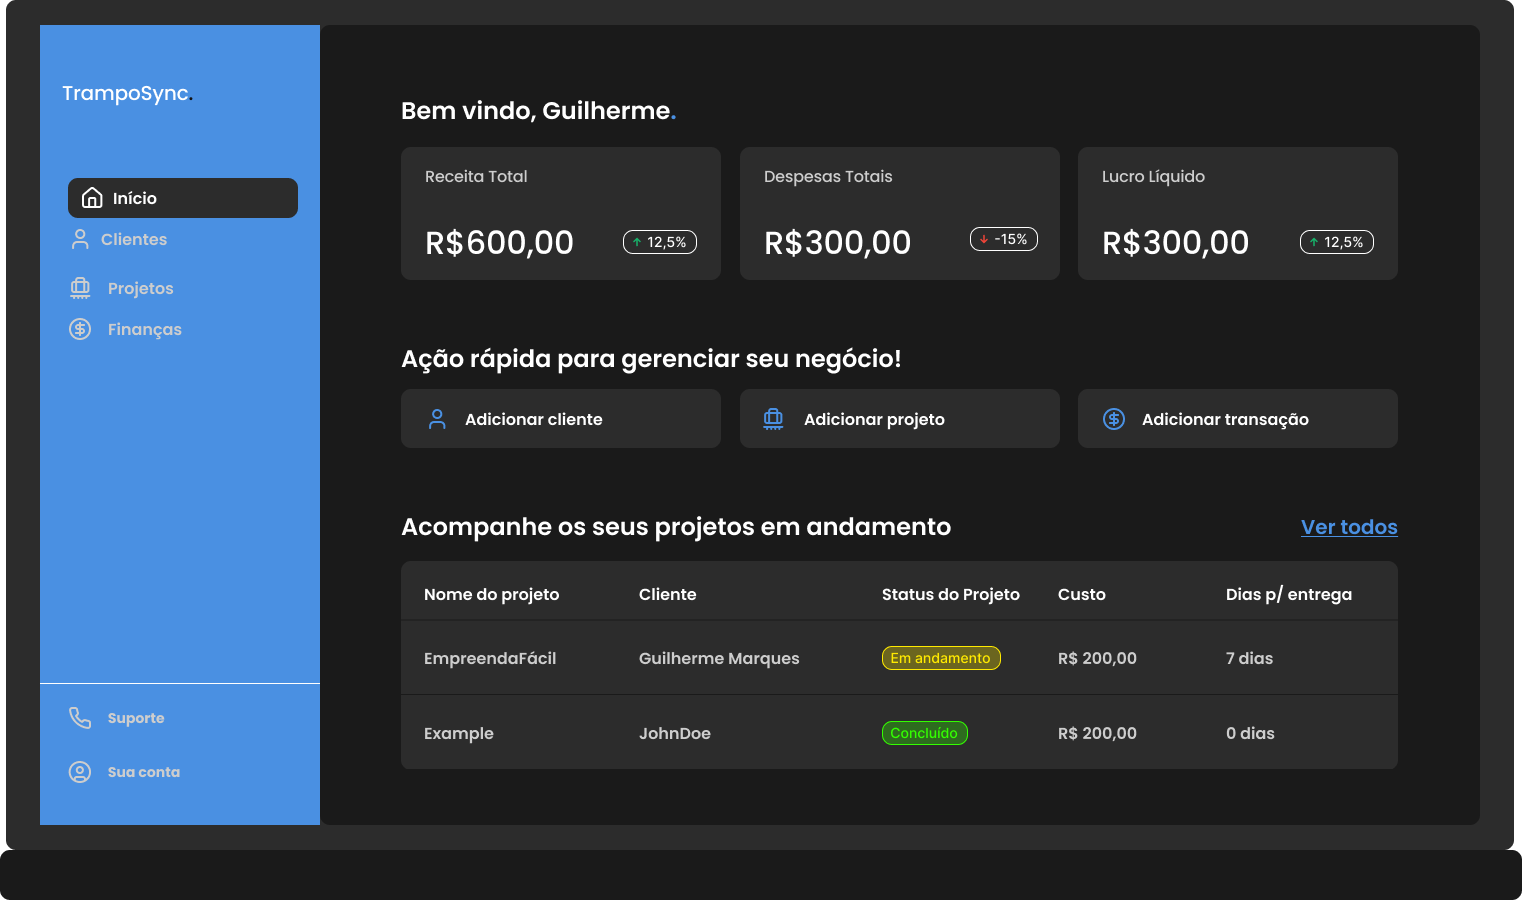 TrampoSync.
Início
Clientes
Projetos
Finanças
Suporte
Sua conta
Bem vindo, Guilherme.
Receita Total
R$600,00
12,5%
Despesas Totais
R$300,00
-15%
Lucro Líquido
R$300,00
12,5%
Ação rápida para gerenciar seu negócio!
Adicionar cliente
Adicionar projeto
Adicionar transação
Acompanhe os seus projetos em andamento
Ver todos
Nome do projeto Cliente Status do Projeto Custo Dias p/ entrega
EmpreendaFácil Guilherme Marques Em andamento R$ 200,00 7 dias
Example JohnDoe Concluído R$ 200,00 0 dias